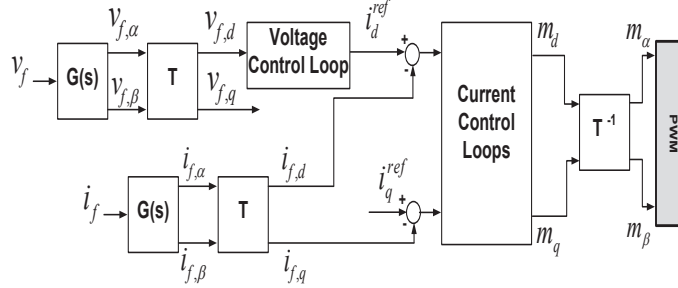 v_f
G(s)
v_{f,α}
v_{f,β}
T
v_{f,d}
v_{f,q}
Voltage
Control Loop
i_d^{ref}
+
-
i_f
G(s)
i_{f,α}
i_{f,β}
T
i_{f,d}
i_{f,q}
i_q^{ref}
+
-
Current
Control
Loops
m_d
m_q
T^{-1}
m_α
m_β
PWM